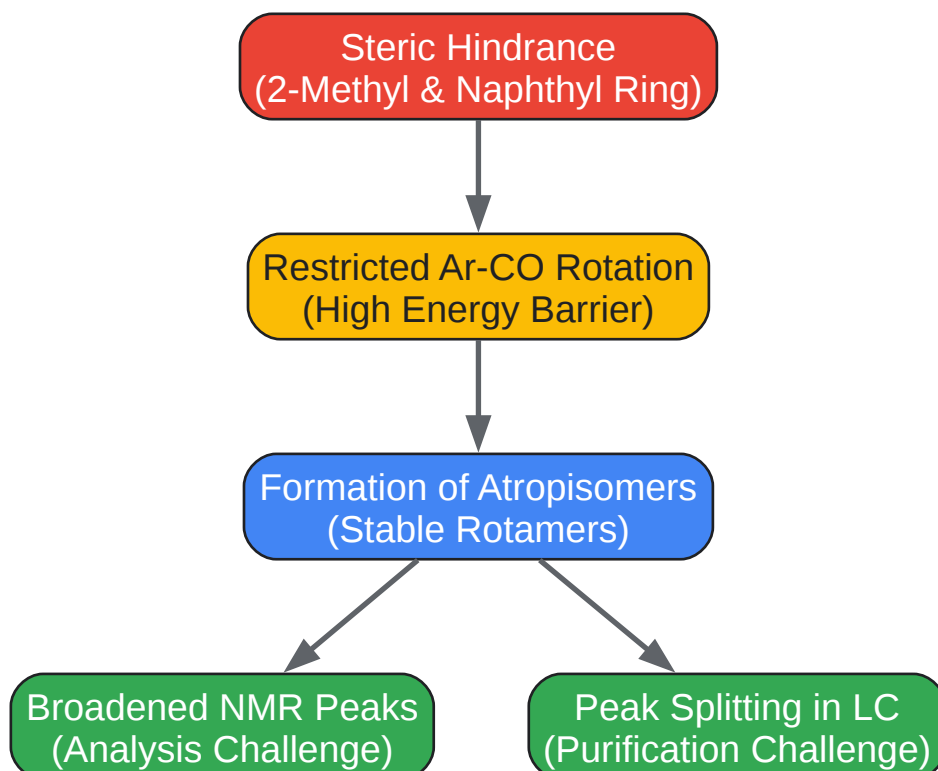 Steric Hindrance
(2-Methyl & Naphthyl Ring)
Restricted Ar-CO Rotation
(High Energy Barrier)
Formation of Atropisomers
(Stable Rotamers)
Broadened NMR Peaks
(Analysis Challenge)
Peak Splitting in LC
(Purification Challenge)